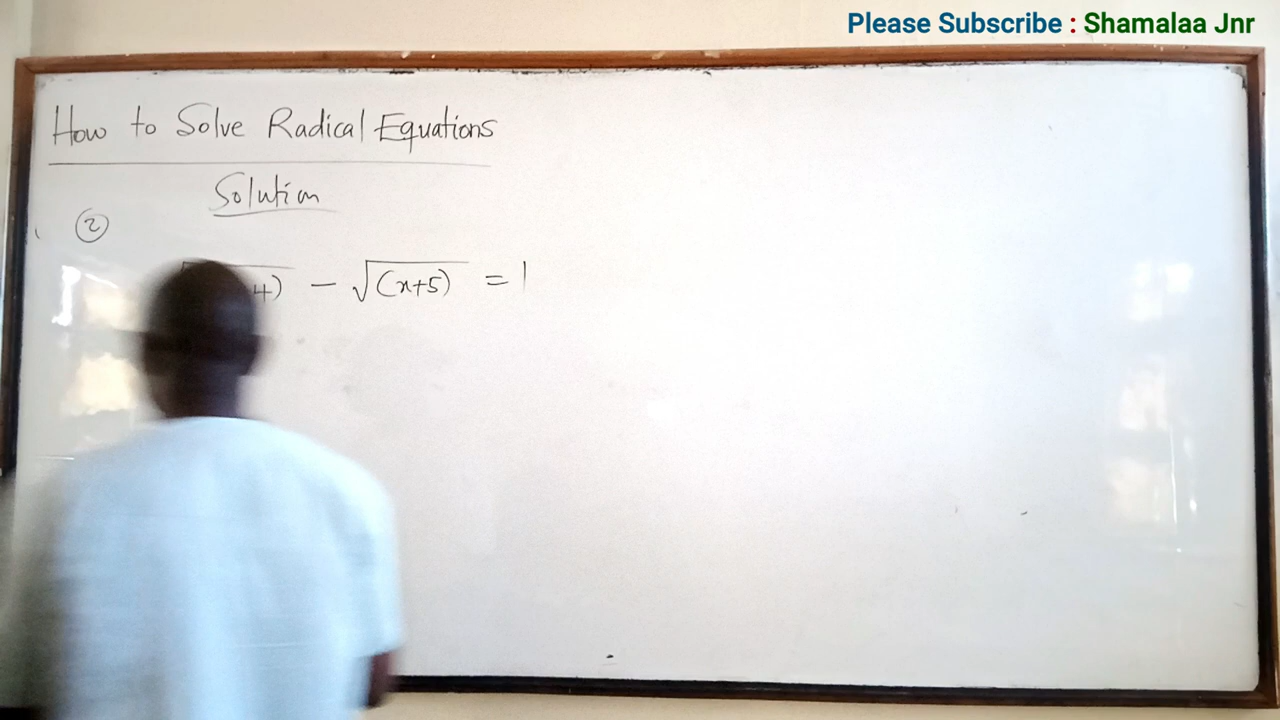 Please Subscribe : Shamalaa Jnr
How to Solve Radical Equations
Solution
②
4) − √(x+5) = 1